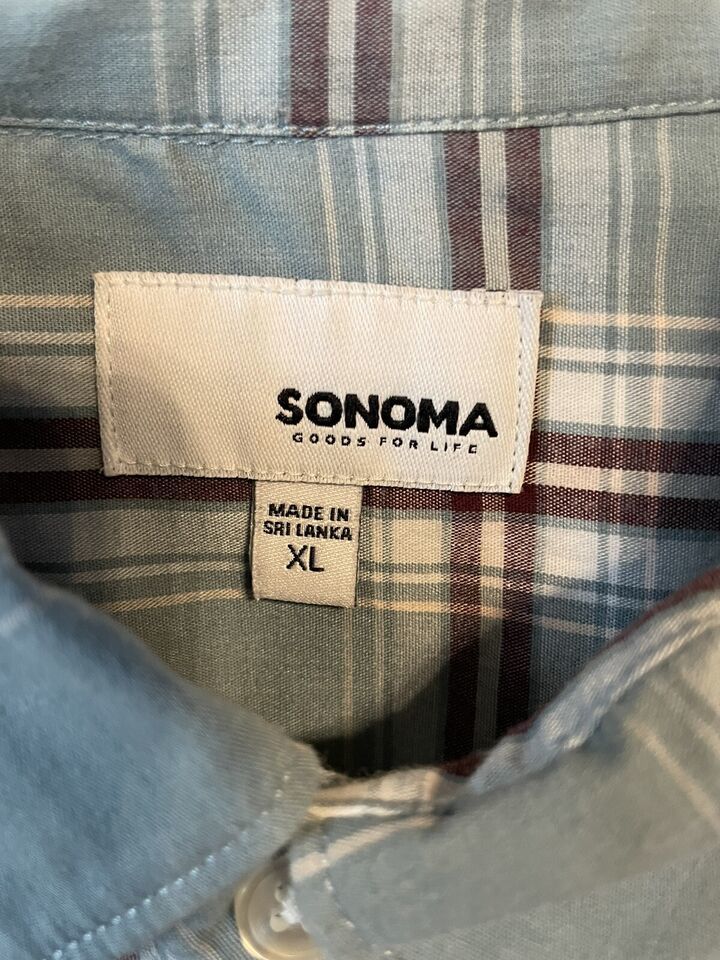 SONOMA
GOODS FOR LIFE
MADE IN
SRI LANKA
XL